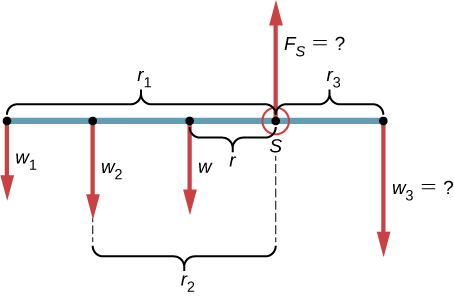 F_S = ?
r_1
r_3
S
w_1
w_2
w
r
w_3 = ?
r_2